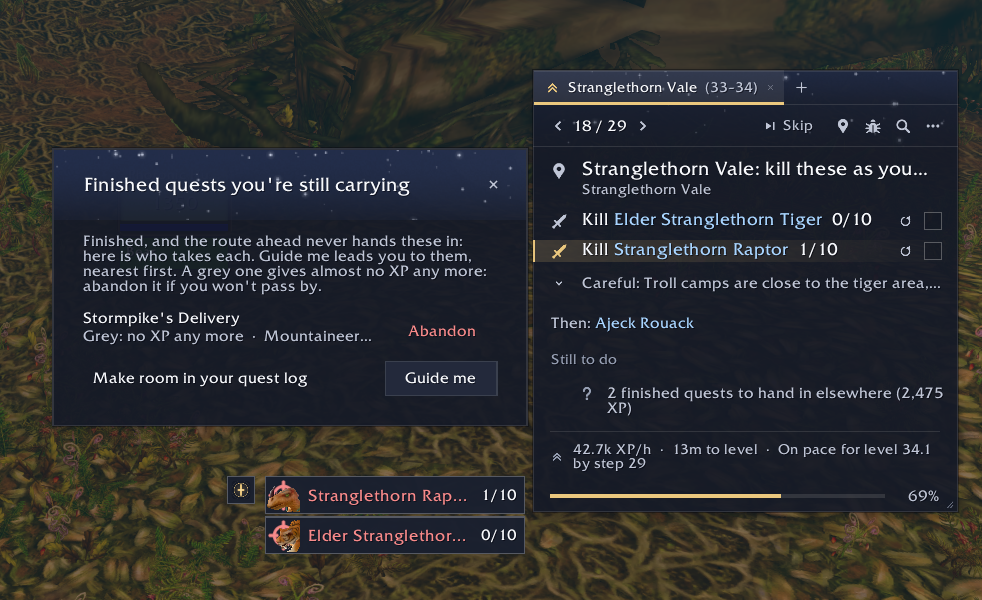 Stranglethorn Vale (33-34) × +
18 / 29
Skip
Stranglethorn Vale: kill these as you...
Stranglethorn Vale
Kill Elder Stranglethorn Tiger 0/10
Kill Stranglethorn Raptor 1/10
Careful: Troll camps are close to the tiger area,...
Then: Ajeck Rouack
Still to do
? 2 finished quests to hand in elsewhere (2,475
XP)
42.7k XP/h · 13m to level · On pace for level 34.1
by step 29
69%
Finished quests you're still carrying ×
Finished, and the route ahead never hands these in:
here is who takes each. Guide me leads you to them,
nearest first. A grey one gives almost no XP any more:
abandon it if you won't pass by.
Stormpike's Delivery
Grey: no XP any more · Mountaineer...
Abandon
Make room in your quest log
Guide me
Stranglethorn Rap... 1/10
Elder Stranglethor... 0/10